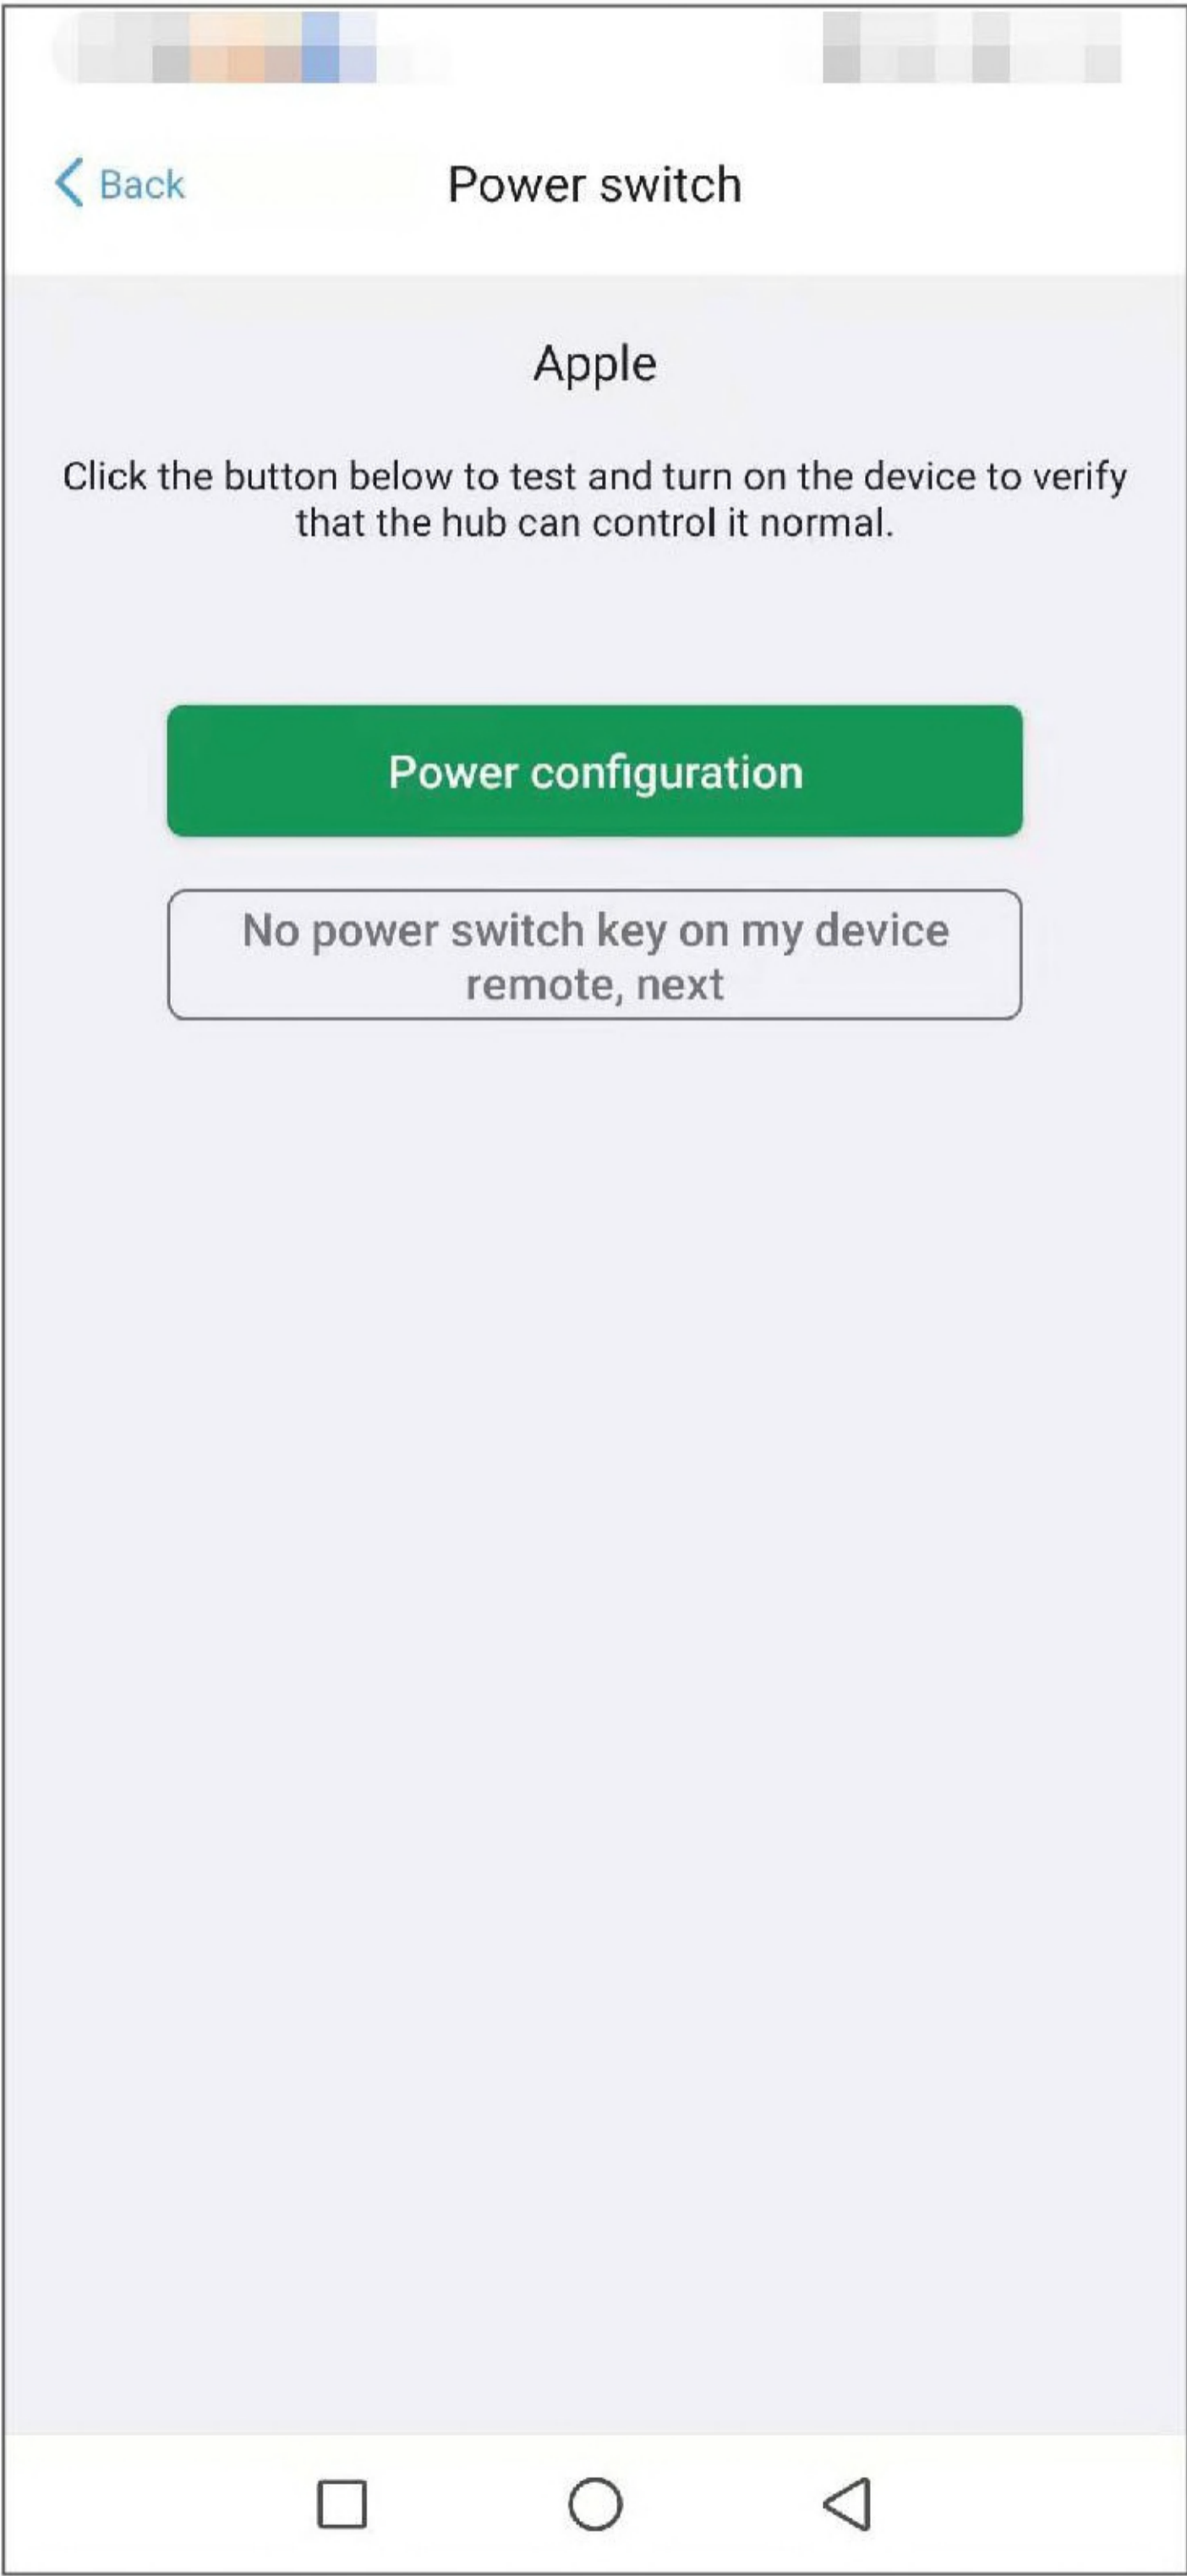 Back
Power switch
Apple
Click the button below to test and turn on the device to verify
that the hub can control it normal.
Power configuration
No power switch key on my device
remote, next